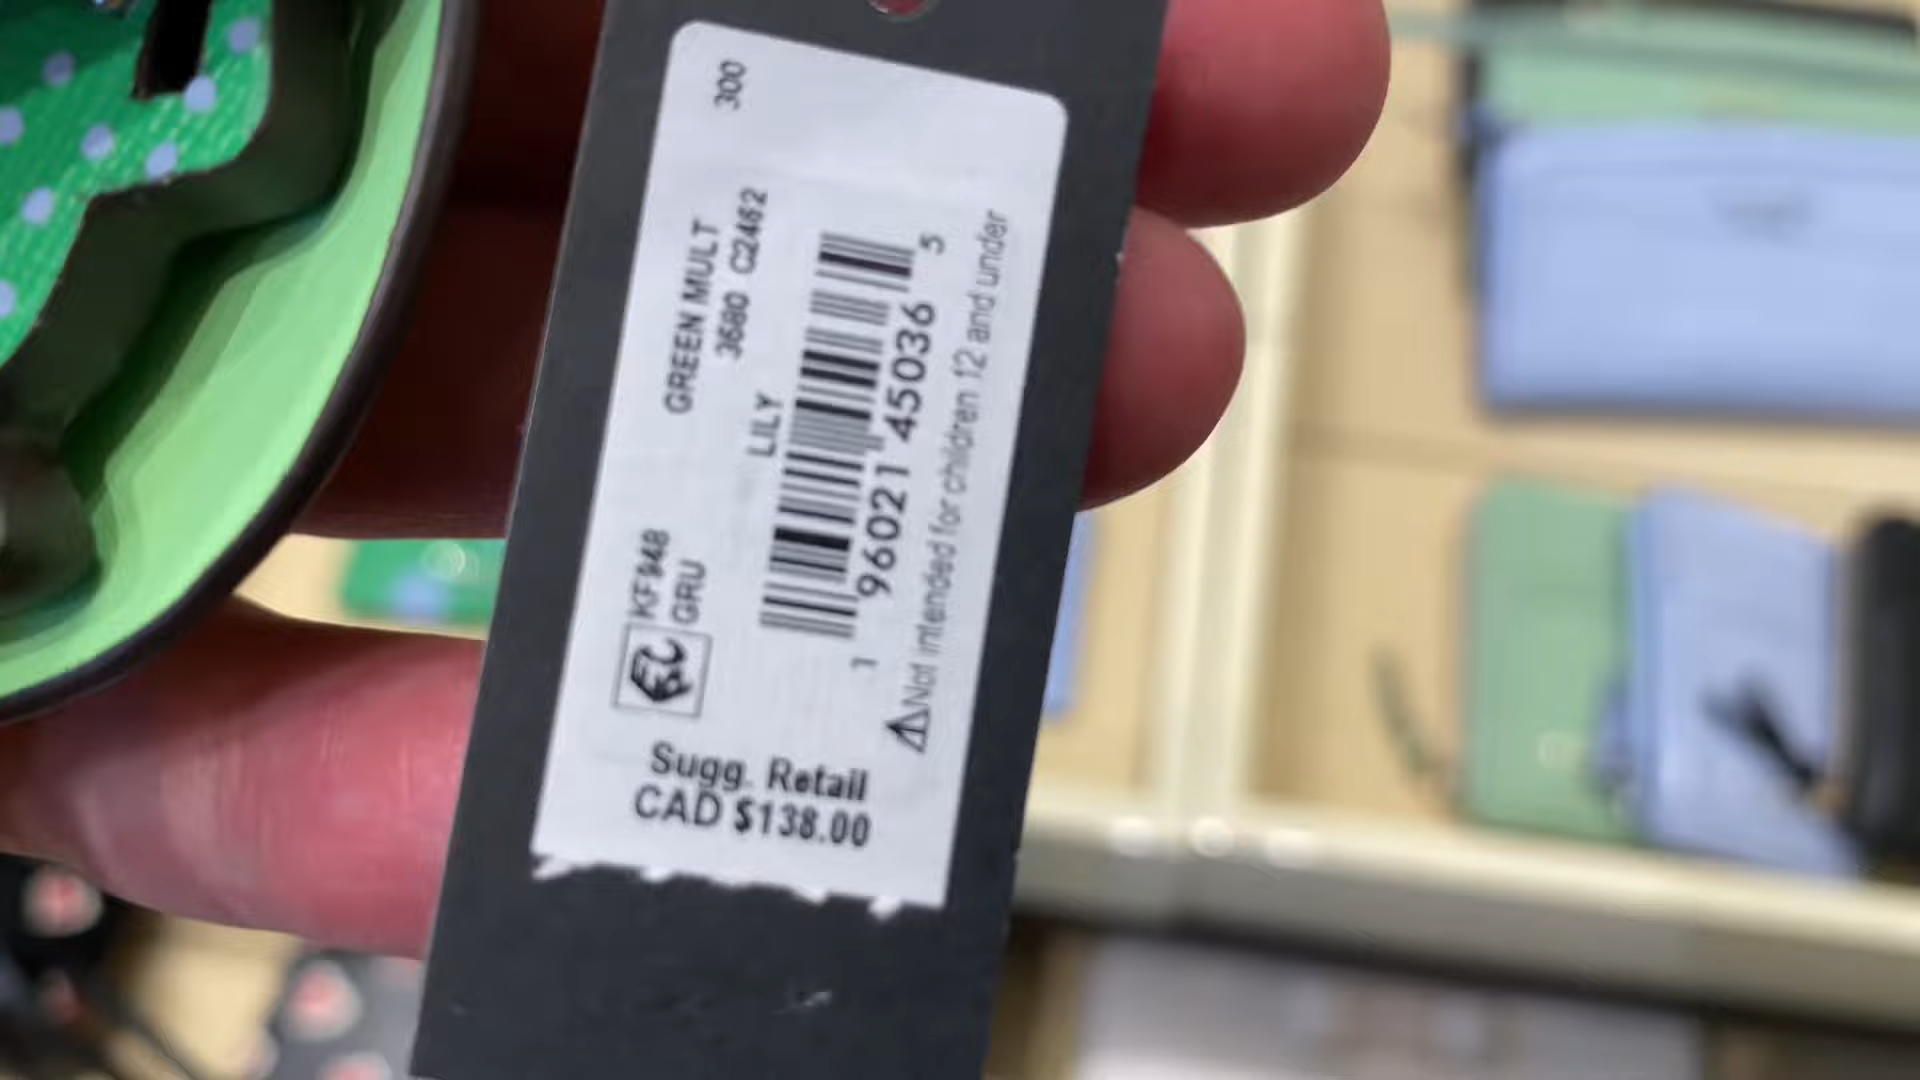 300
GREEN MULT
3680 C2462
LILY
KF948
GRU
1 96021 45036 5
⚠Not intended for children 12 and under
Sugg. Retail
CAD $138.00